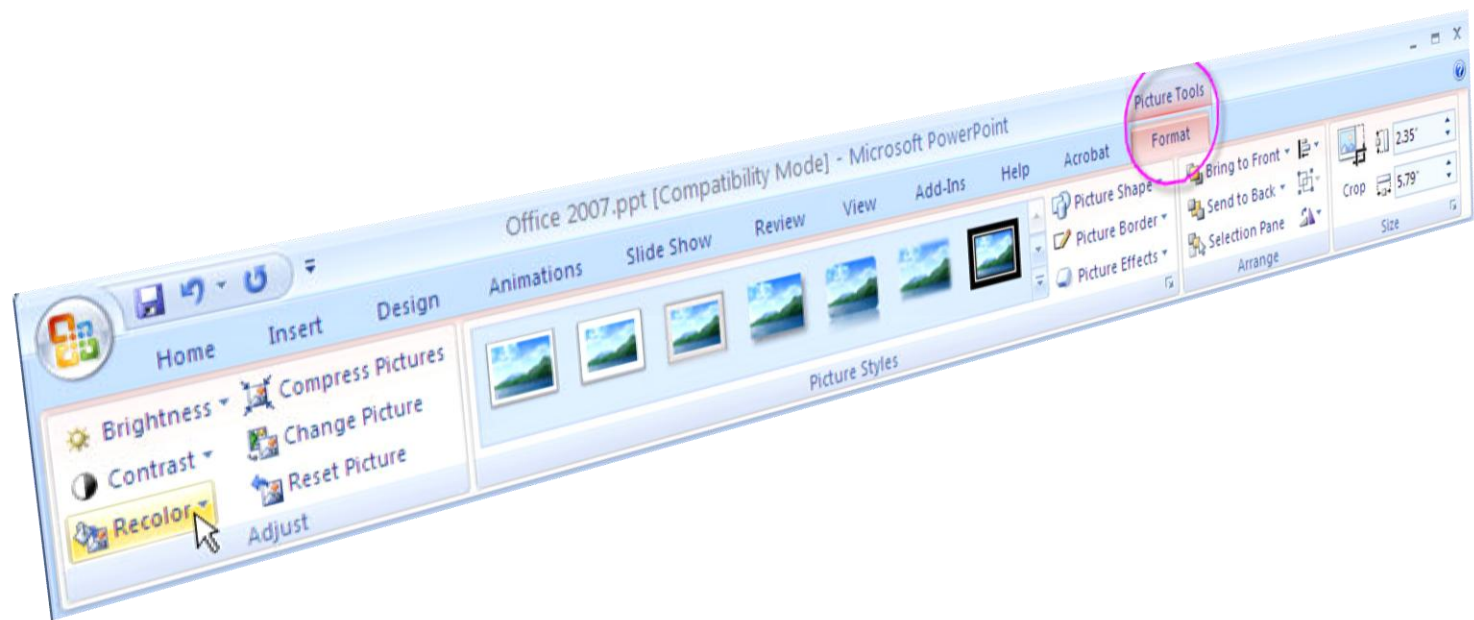 Office 2007.ppt [Compatibility Mode] - Microsoft PowerPoint
Picture Tools
Home Insert Design Animations Slide Show Review View Add-Ins Help Acrobat Format
Brightness
Contrast
Recolor
Compress Pictures
Change Picture
Reset Picture
Adjust
Picture Styles
Picture Shape
Picture Border
Picture Effects
Bring to Front
Send to Back
Selection Pane
Arrange
Crop
2.35"
5.79"
Size